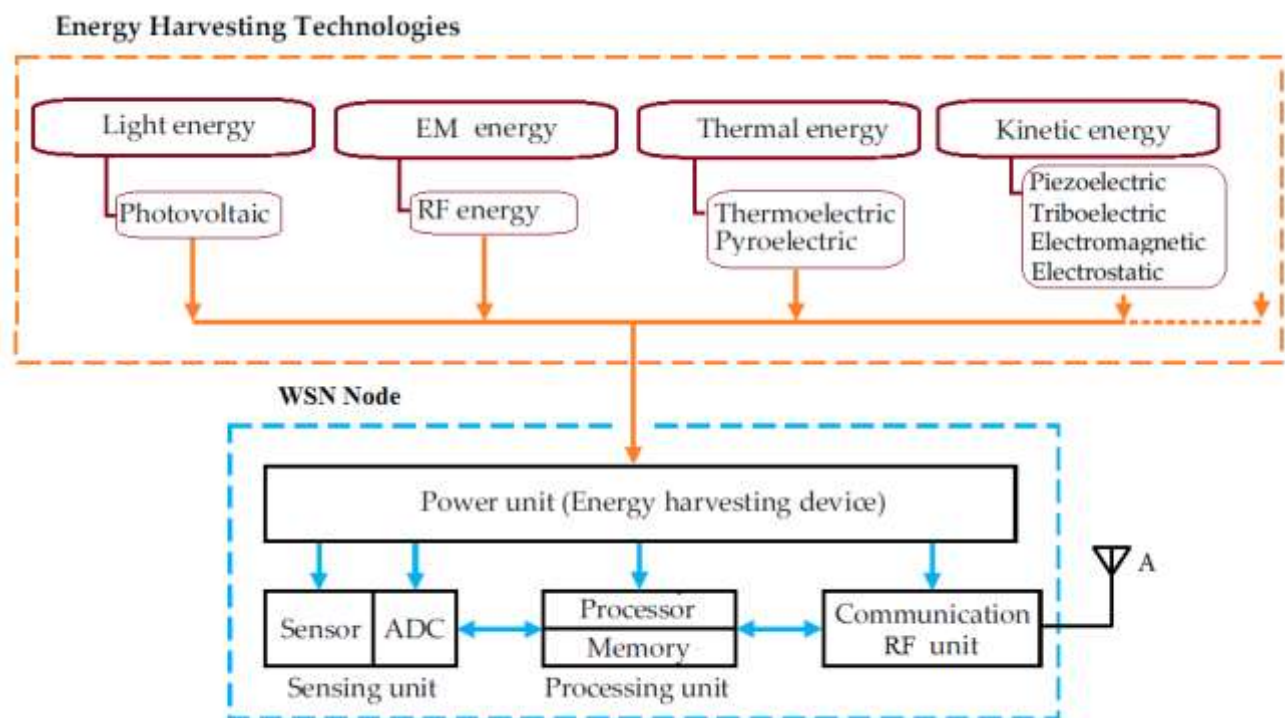 Energy Harvesting Technologies
Light energy
EM energy
Thermal energy
Kinetic energy
Photovoltaic
RF energy
Thermoelectric
Pyroelectric
Piezoelectric
Triboelectric
Electromagnetic
Electrostatic
WSN Node
Power unit (Energy harvesting device)
A
Sensor
ADC
Processor
Memory
Communication
RF unit
Sensing unit
Processing unit